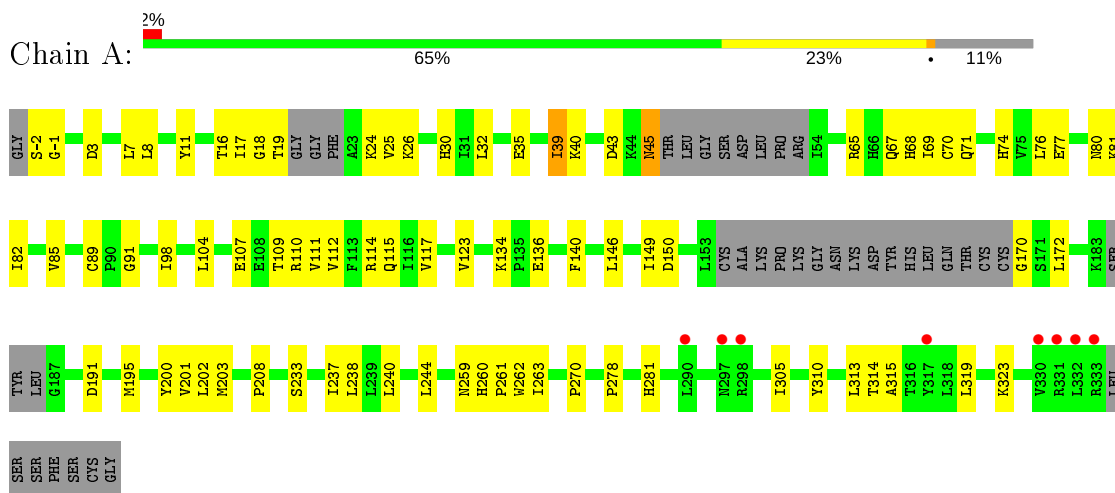 2%
Chain A:
65% 23% • 11%
GLY S-2 G-1 D3 L7 L8 Y11 T16 I17 G18 T19 GLY GLY PHE A23 K24 V25 K26 H30 I31 L32 E35 I39 K40 D43 K44 N45 THR LEU GLY SER ASP LEU PRO ARG I54 R65 H66 Q67 H68 I69 C70 Q71 H74 V75 L76 E77 N80 K81
I82 V85 C89 P90 G91 I98 L104 E107 E108 T109 R110 V111 V112 F113 R114 Q115 I116 V117 V123 K134 P135 E136 F140 L146 I149 D150 L153 CYS ALA LYS PRO LYS GLY ASN LYS ASP TYR HIS LEU GLN THR CYS CYS G170 S171 L172 K183 SER
TYR LEU G187 D191 M195 Y200 V201 L202 M203 P208 S233 I237 L238 L239 L240 L244 N259 H260 P261 W262 I263 P270 P278 H281 L290 N297 R298 I305 Y310 L313 T314 A315 T316 Y317 L318 L319 K323 V330 R331 L332 R333 LEU
SER SER PHE SER CYS GLY